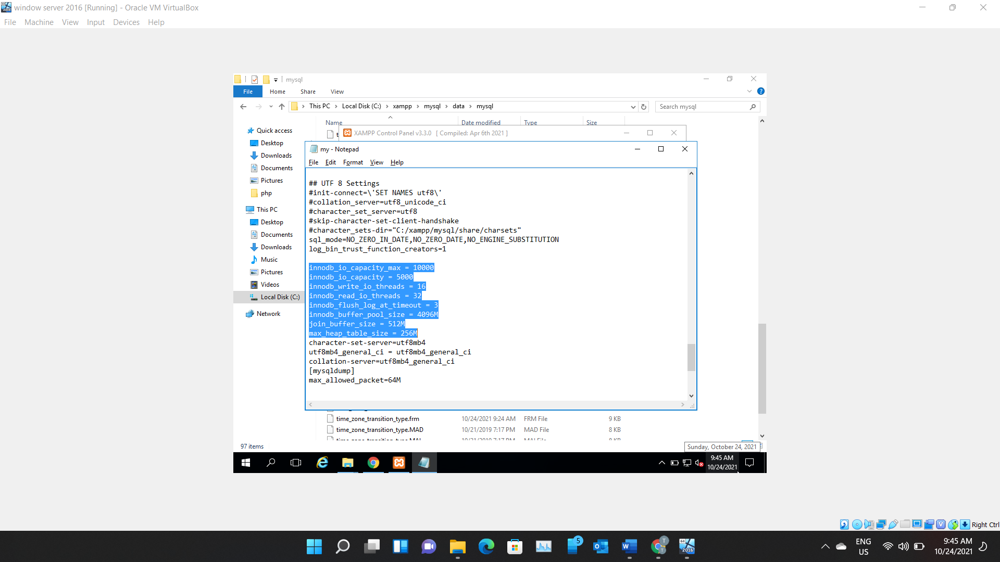 window server 2016 [Running] - Oracle VM VirtualBox
File Machine View Input Devices Help
mysql
File Home Share View
This PC Local Disk (C:) xampp mysql data mysql
Search mysql
Name Date modified Type Size
Quick access
Desktop
Downloads
Documents
Pictures
php
This PC
Desktop
Documents
Downloads
Music
Pictures
Videos
Local Disk (C:)
Network
XAMPP Control Panel v3.3.0 [ Compiled: Apr 6th 2021 ]
my - Notepad
File Edit Format View Help
## UTF 8 Settings
#init-connect=\'SET NAMES utf8\'
#collation_server=utf8_unicode_ci
#character_set_server=utf8
#skip-character-set-client-handshake
#character_sets-dir="C:/xampp/mysql/share/charsets"
sql_mode=NO_ZERO_IN_DATE,NO_ZERO_DATE,NO_ENGINE_SUBSTITUTION
log_bin_trust_function_creators=1
innodb_io_capacity_max = 10000
innodb_io_capacity = 5000
innodb_write_io_threads = 16
innodb_read_io_threads = 32
innodb_flush_log_at_timeout = 3
innodb_buffer_pool_size = 4096M
join_buffer_size = 512M
max_heap_table_size = 256M
character-set-server=utf8mb4
utf8mb4_general_ci = utf8mb4_general_ci
collation-server=utf8mb4_general_ci
[mysqldump]
max_allowed_packet=64M
time_zone_transition_type.frm 10/24/2021 9:24 AM FRM File 9 KB
time_zone_transition_type.MAD 10/21/2019 7:17 PM MAD File 8 KB
97 items
Sunday, October 24, 2021
9:45 AM
10/24/2021
Right Ctrl
5
ENG
US
9:45 AM
10/24/2021